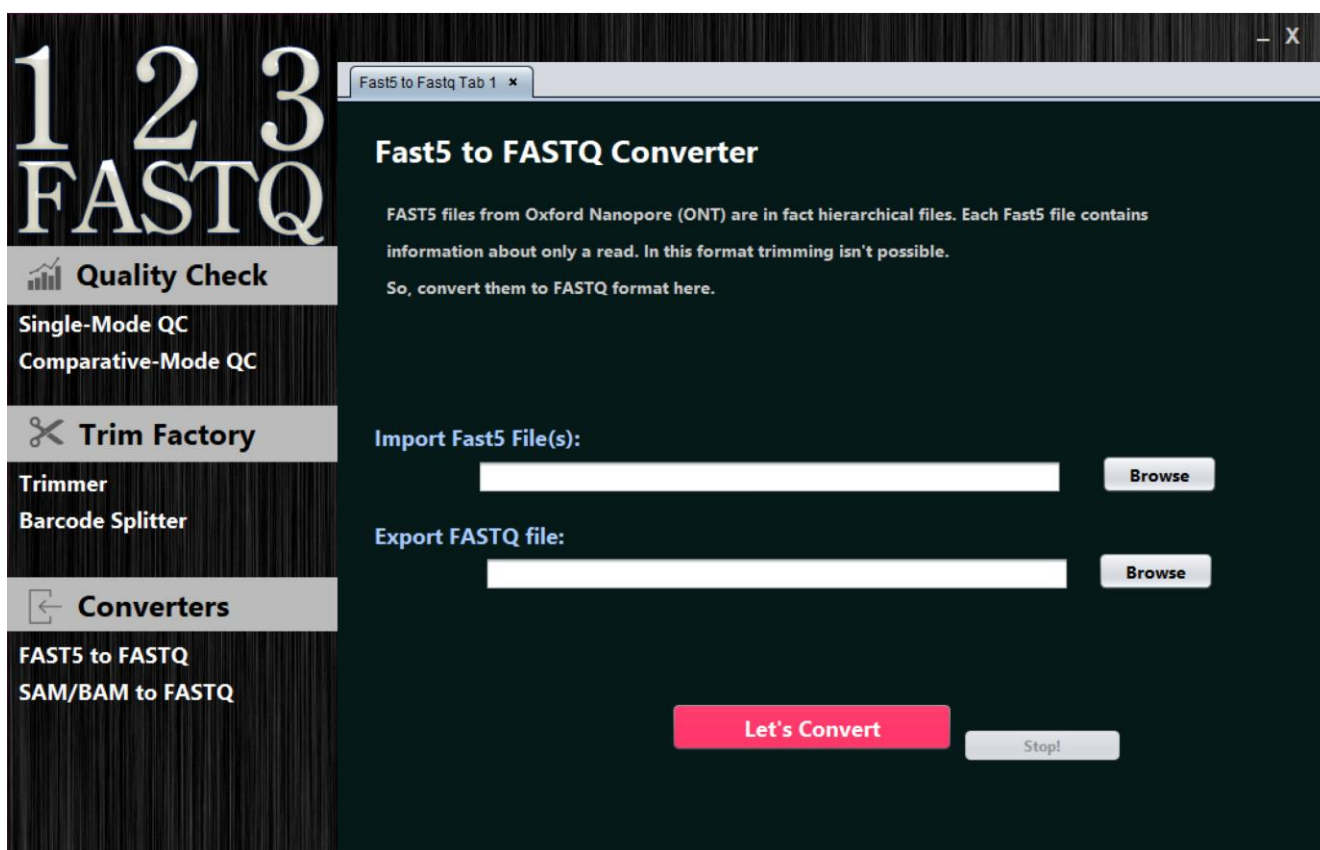 1 2 3
FASTQ
Quality Check
Single-Mode QC
Comparative-Mode QC
Trim Factory
Trimmer
Barcode Splitter
Converters
FAST5 to FASTQ
SAM/BAM to FASTQ
– X
Fast5 to Fastq Tab 1 ×
Fast5 to FASTQ Converter
FAST5 files from Oxford Nanopore (ONT) are in fact hierarchical files. Each Fast5 file contains
information about only a read. In this format trimming isn't possible.
So, convert them to FASTQ format here.
Import Fast5 File(s):
Browse
Export FASTQ file:
Browse
Let's Convert
Stop!